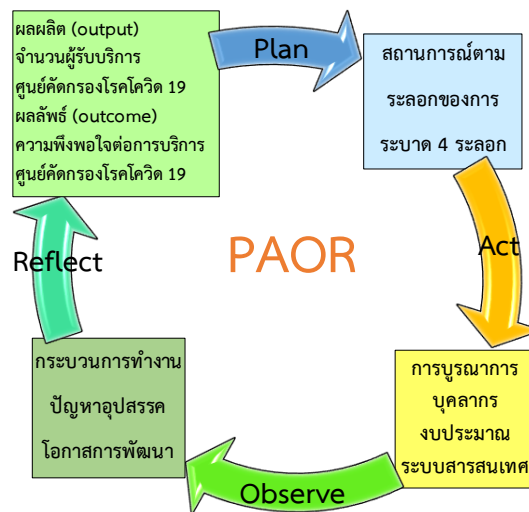 ผลผลิต (output)
จำนวนผู้รับบริการ
ศูนย์คัดกรองโรคโควิด 19
ผลลัพธ์ (outcome)
ความพึงพอใจต่อการบริการ
ศูนย์คัดกรองโรคโควิด 19
Plan
สถานการณ์ตาม
ระลอกของการ
ระบาด 4 ระลอก
Act
PAOR
Reflect
กระบวนการทำงาน
ปัญหาอุปสรรค
โอกาสการพัฒนา
การบูรณาการ
บุคลากร
งบประมาณ
ระบบสารสนเทศ
Observe